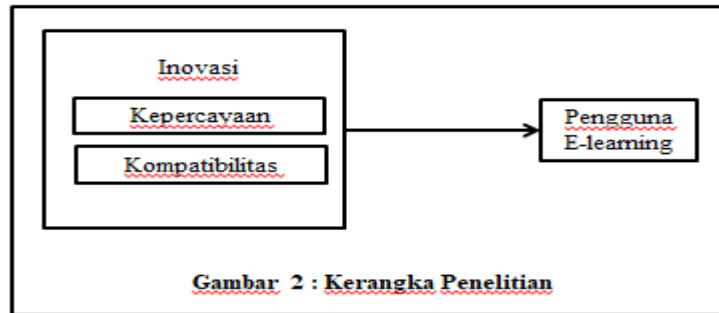 Inovasi
Kepercayaan
Kompatibilitas
Pengguna
E-learning
Gambar 2 : Kerangka Penelitian